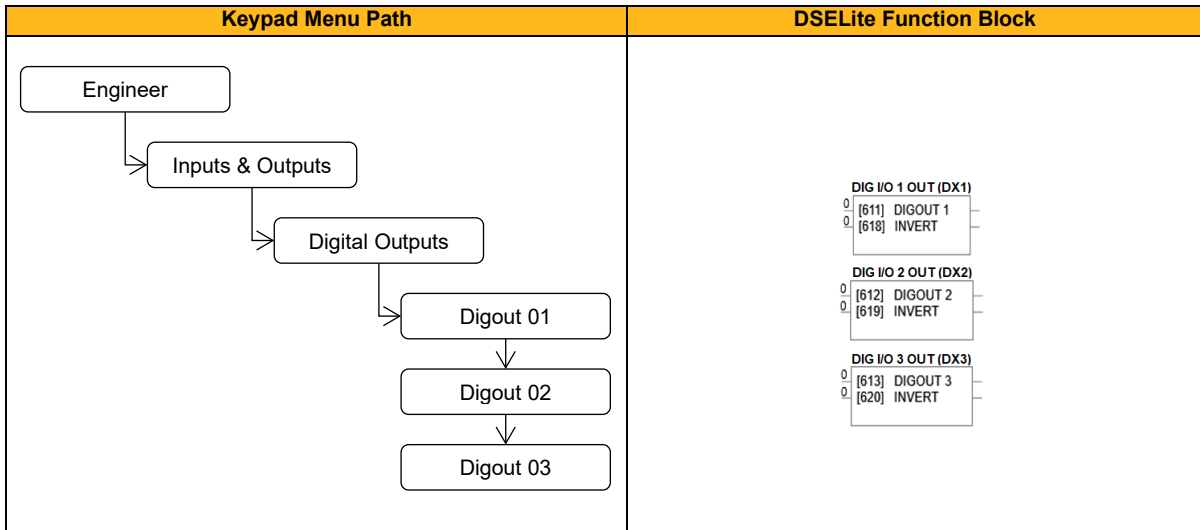 Keypad Menu Path
DSELite Function Block
Engineer
Inputs & Outputs
Digital Outputs
Digout 01
Digout 02
Digout 03
DIG I/O 1 OUT (DX1)
0 [611] DIGOUT 1
0 [618] INVERT
DIG I/O 2 OUT (DX2)
0 [612] DIGOUT 2
0 [619] INVERT
DIG I/O 3 OUT (DX3)
0 [613] DIGOUT 3
0 [620] INVERT